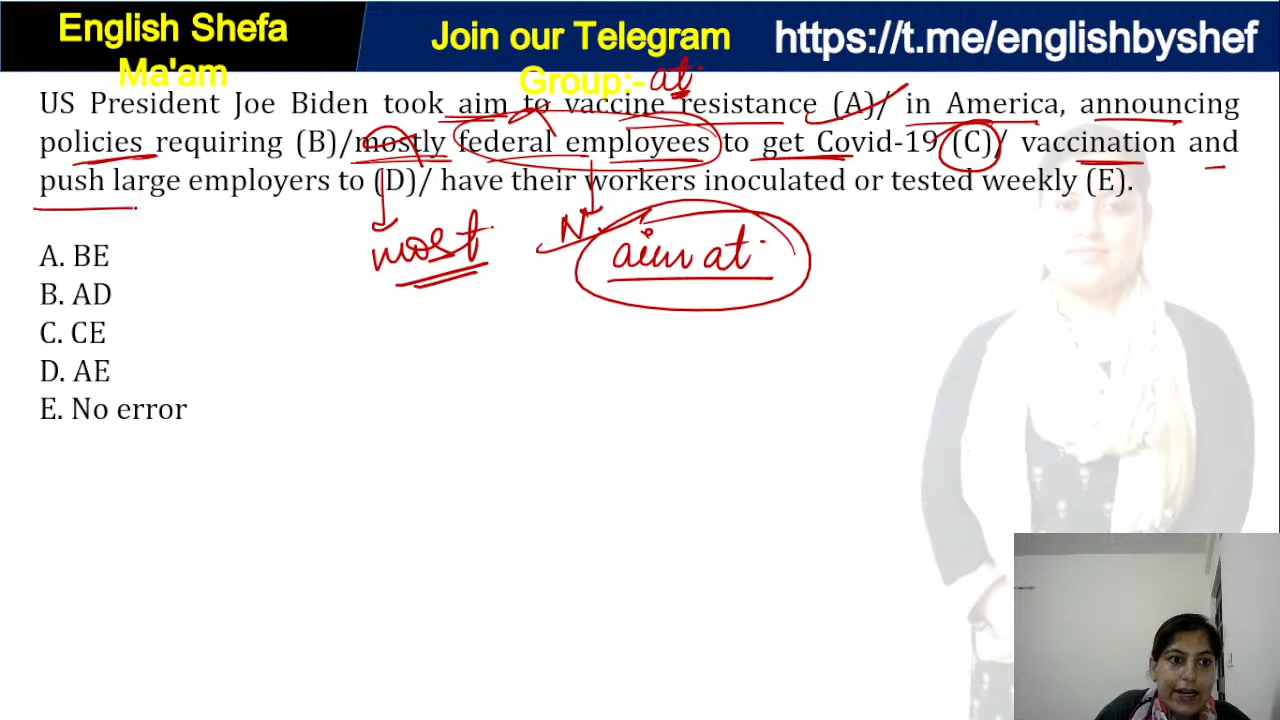 English Shefa Ma'am
Join our Telegram Group:-
https://t.me/englishbyshef
at
US President Joe Biden took aim to vaccine resistance (A)/ in America, announcing
policies requiring (B)/mostly federal employees to get Covid-19 (C)/ vaccination and
push large employers to (D)/ have their workers inoculated or tested weekly (E).
most
N.
aim at
A. BE
B. AD
C. CE
D. AE
E. No error